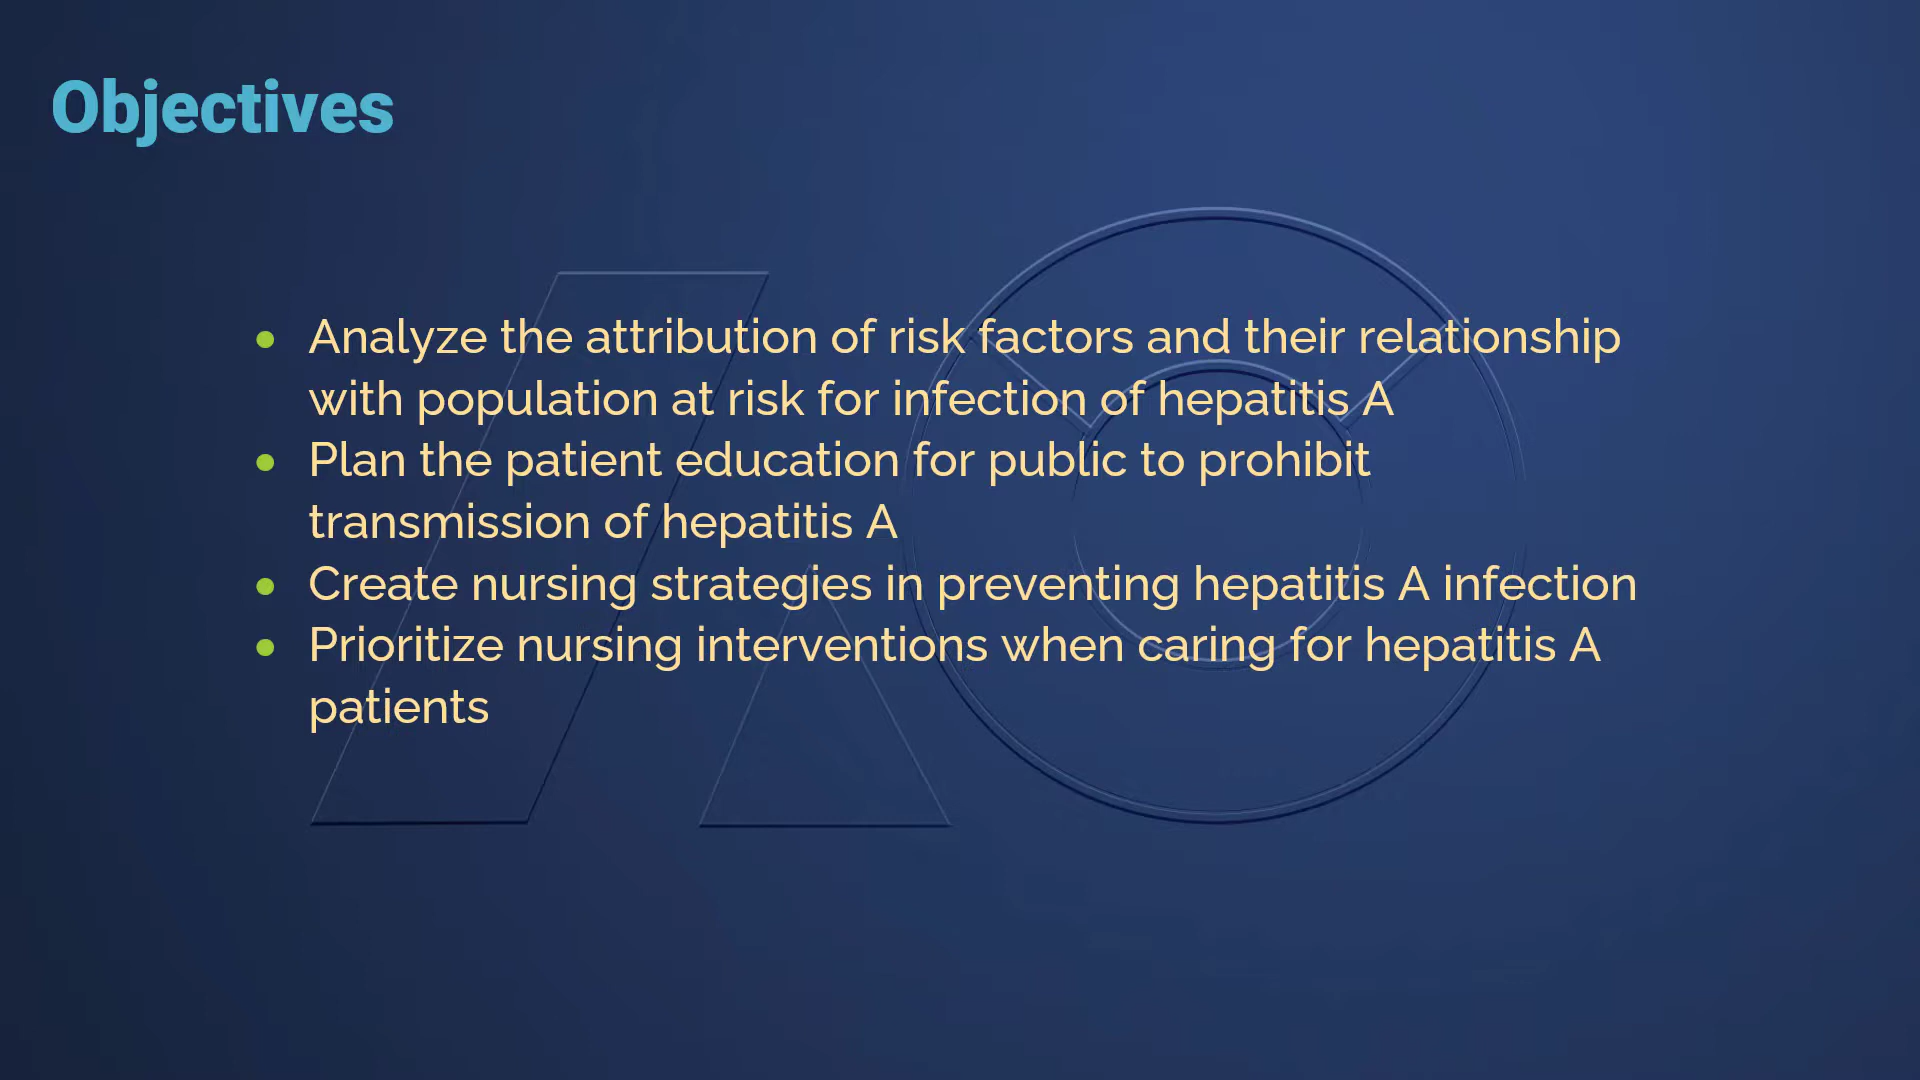 Objectives
• Analyze the attribution of risk factors and their relationship
with population at risk for infection of hepatitis A
• Plan the patient education for public to prohibit
transmission of hepatitis A
• Create nursing strategies in preventing hepatitis A infection
• Prioritize nursing interventions when caring for hepatitis A
patients